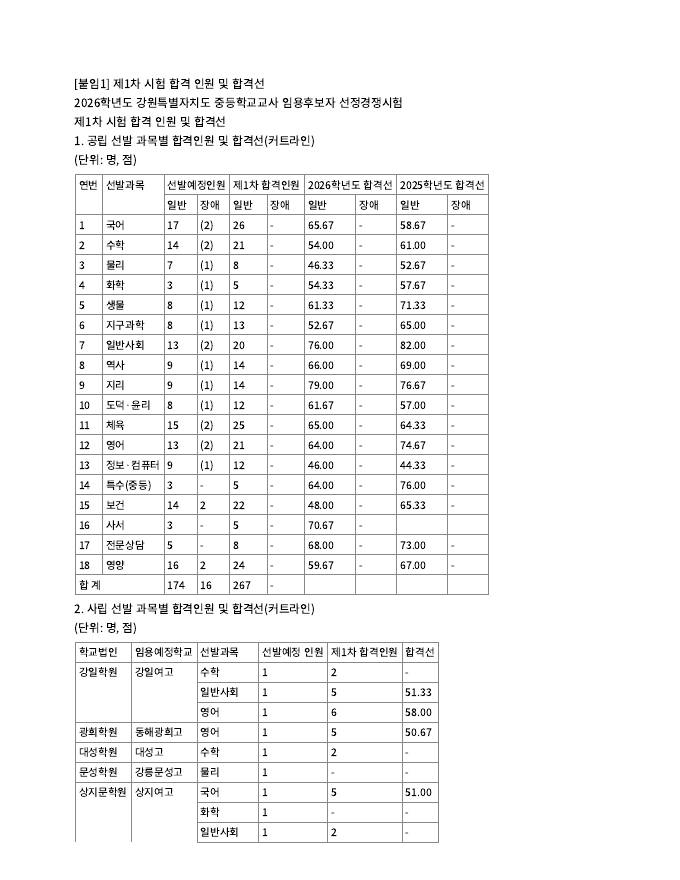 [붙임1] 제1차 시험 합격 인원 및 합격선
2026학년도 강원특별자치도 중등학교교사 임용후보자 선정경쟁시험
제1차 시험 합격 인원 및 합격선
1. 공립 선발 과목별 합격인원 및 합격선(커트라인)
(단위: 명, 점)
연번 선발과목 선발예정인원 제1차 합격인원 2026학년도 합격선 2025학년도 합격선
일반 장애 일반 장애 일반 장애 일반 장애
1 국어 17 (2) 26 - 65.67 - 58.67 -
2 수학 14 (2) 21 - 54.00 - 61.00 -
3 물리 7 (1) 8 - 46.33 - 52.67 -
4 화학 3 (1) 5 - 54.33 - 57.67 -
5 생물 8 (1) 12 - 61.33 - 71.33 -
6 지구과학 8 (1) 13 - 52.67 - 65.00 -
7 일반사회 13 (2) 20 - 76.00 - 82.00 -
8 역사 9 (1) 14 - 66.00 - 69.00 -
9 지리 9 (1) 14 - 79.00 - 76.67 -
10 도덕·윤리 8 (1) 12 - 61.67 - 57.00 -
11 체육 15 (2) 25 - 65.00 - 64.33 -
12 영어 13 (2) 21 - 64.00 - 74.67 -
13 정보·컴퓨터 9 (1) 12 - 46.00 - 44.33 -
14 특수(중등) 3 - 5 - 64.00 - 76.00 -
15 보건 14 2 22 - 48.00 - 65.33 -
16 사서 3 - 5 - 70.67 -
17 전문상담 5 - 8 - 68.00 - 73.00 -
18 영양 16 2 24 - 59.67 - 67.00 -
합 계 174 16 267 -
2. 사립 선발 과목별 합격인원 및 합격선(커트라인)
(단위: 명, 점)
학교법인 임용예정학교 선발과목 선발예정 인원 제1차 합격인원 합격선
강일학원 강일여고 수학 1 2 -
일반사회 1 5 51.33
영어 1 6 58.00
광희학원 동해광희고 영어 1 5 50.67
대성학원 대성고 수학 1 2 -
문성학원 강릉문성고 물리 1 - -
상지문학원 상지여고 국어 1 5 51.00
화학 1 - -
일반사회 1 2 -